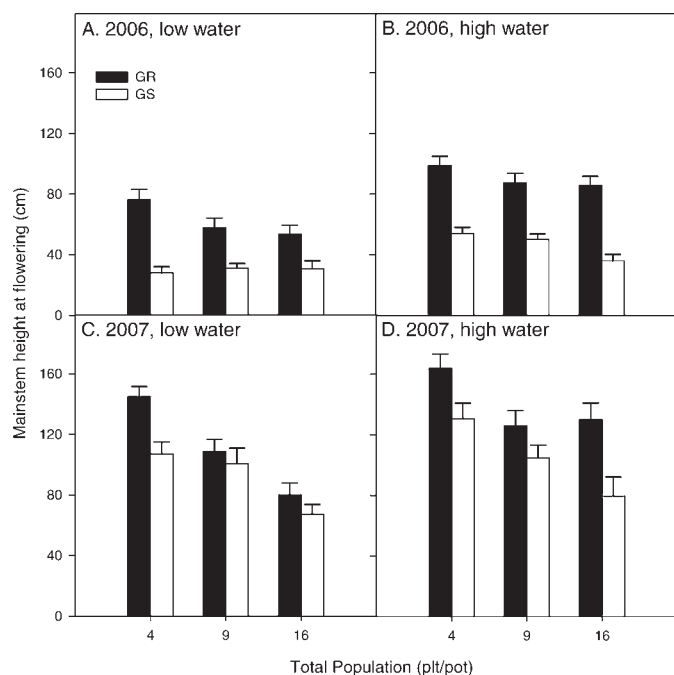 A. 2006, low water
B. 2006, high water
GR
GS
160
120
80
40
0
C. 2007, low water
D. 2007, high water
160
120
80
40
0
Mainstem height at flowering (cm)
4 9 16 4 9 16
Total Population (plt/pot)